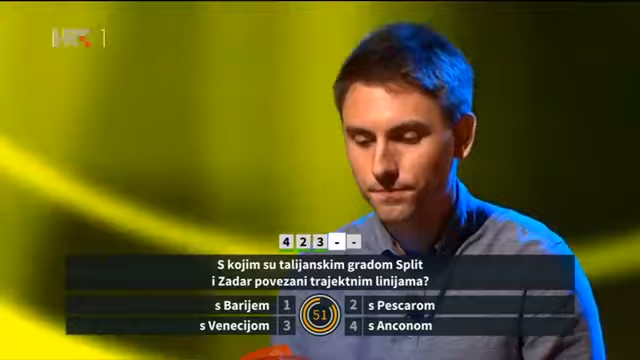 HRT 1
4 2 3 - -
S kojim su talijanskim gradom Split
i Zadar povezani trajektnim linijama?
s Barijem 1
2 s Pescarom
51
s Venecijom 3
4 s Anconom